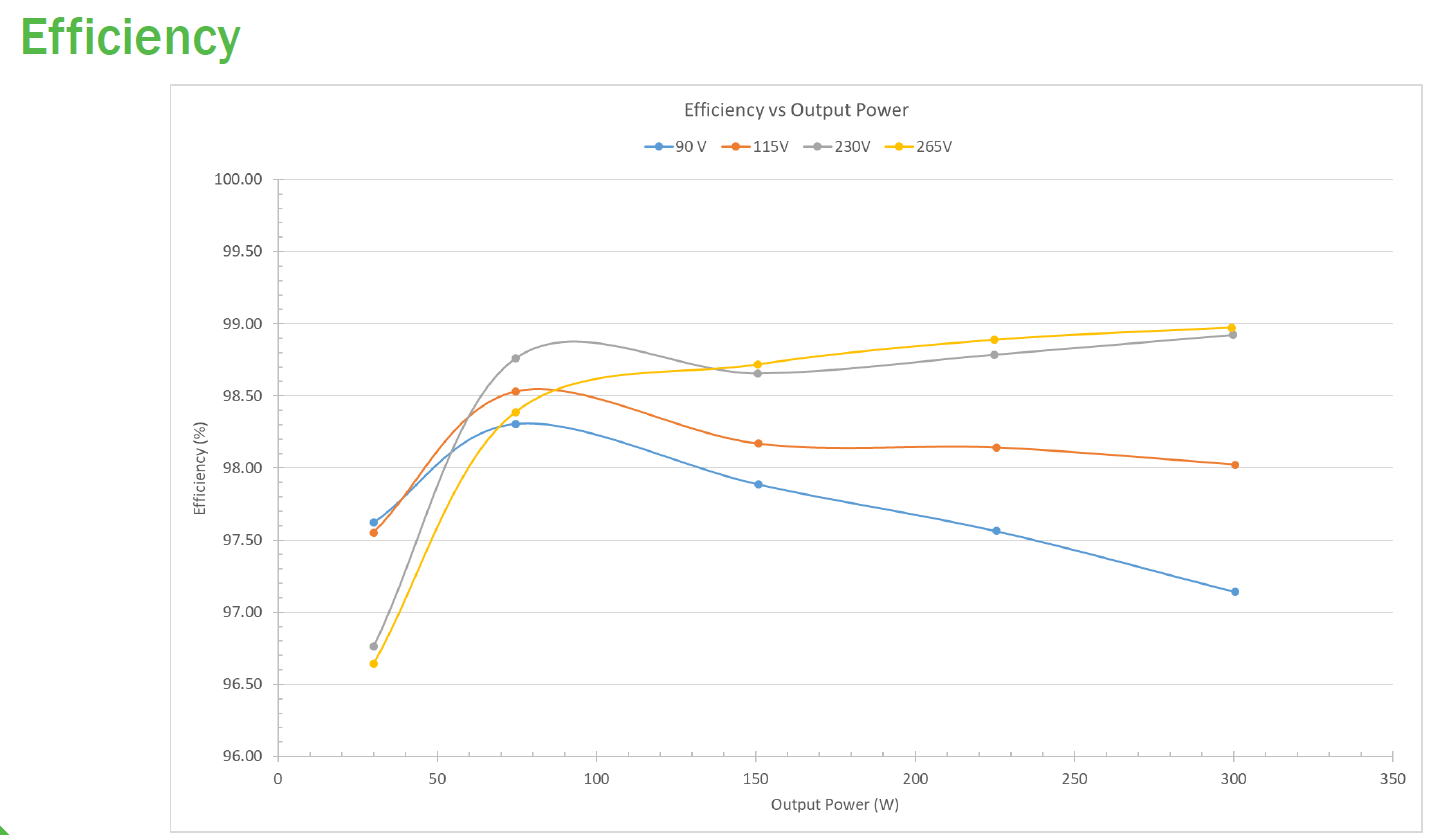 Efficiency
Efficiency vs Output Power
90 V 115V 230V 265V
100.00
99.50
99.00
98.50
98.00
97.50
97.00
96.50
96.00
Efficiency (%)
0 50 100 150 200 250 300 350
Output Power (W)